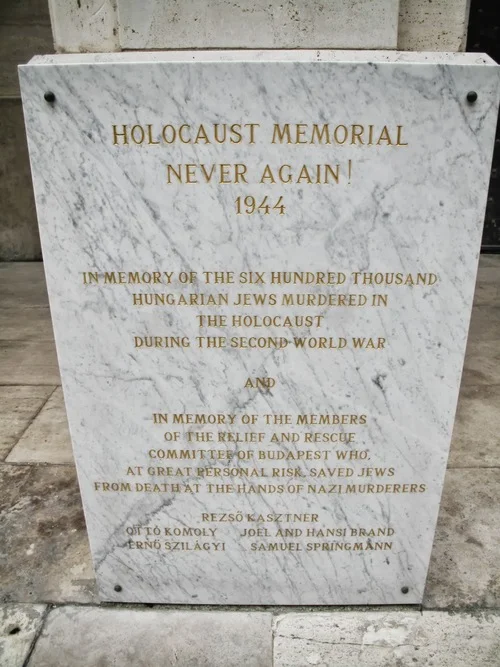 HOLOCAUST MEMORIAL
NEVER AGAIN!
1944
IN MEMORY OF THE SIX HUNDRED THOUSAND
HUNGARIAN JEWS MURDERED IN
THE HOLOCAUST
DURING THE SECOND WORLD WAR
AND
IN MEMORY OF THE MEMBERS
OF THE RELIEF AND RESCUE
COMMITTEE OF BUDAPEST WHO,
AT GREAT PERSONAL RISK, SAVED JEWS
FROM DEATH AT THE HANDS OF NAZI MURDERERS
REZSŐ KASZTNER
OTTÓ KOMOLY JOEL AND HANSI BRAND
ERNŐ SZILÁGYI SAMUEL SPRINGMANN